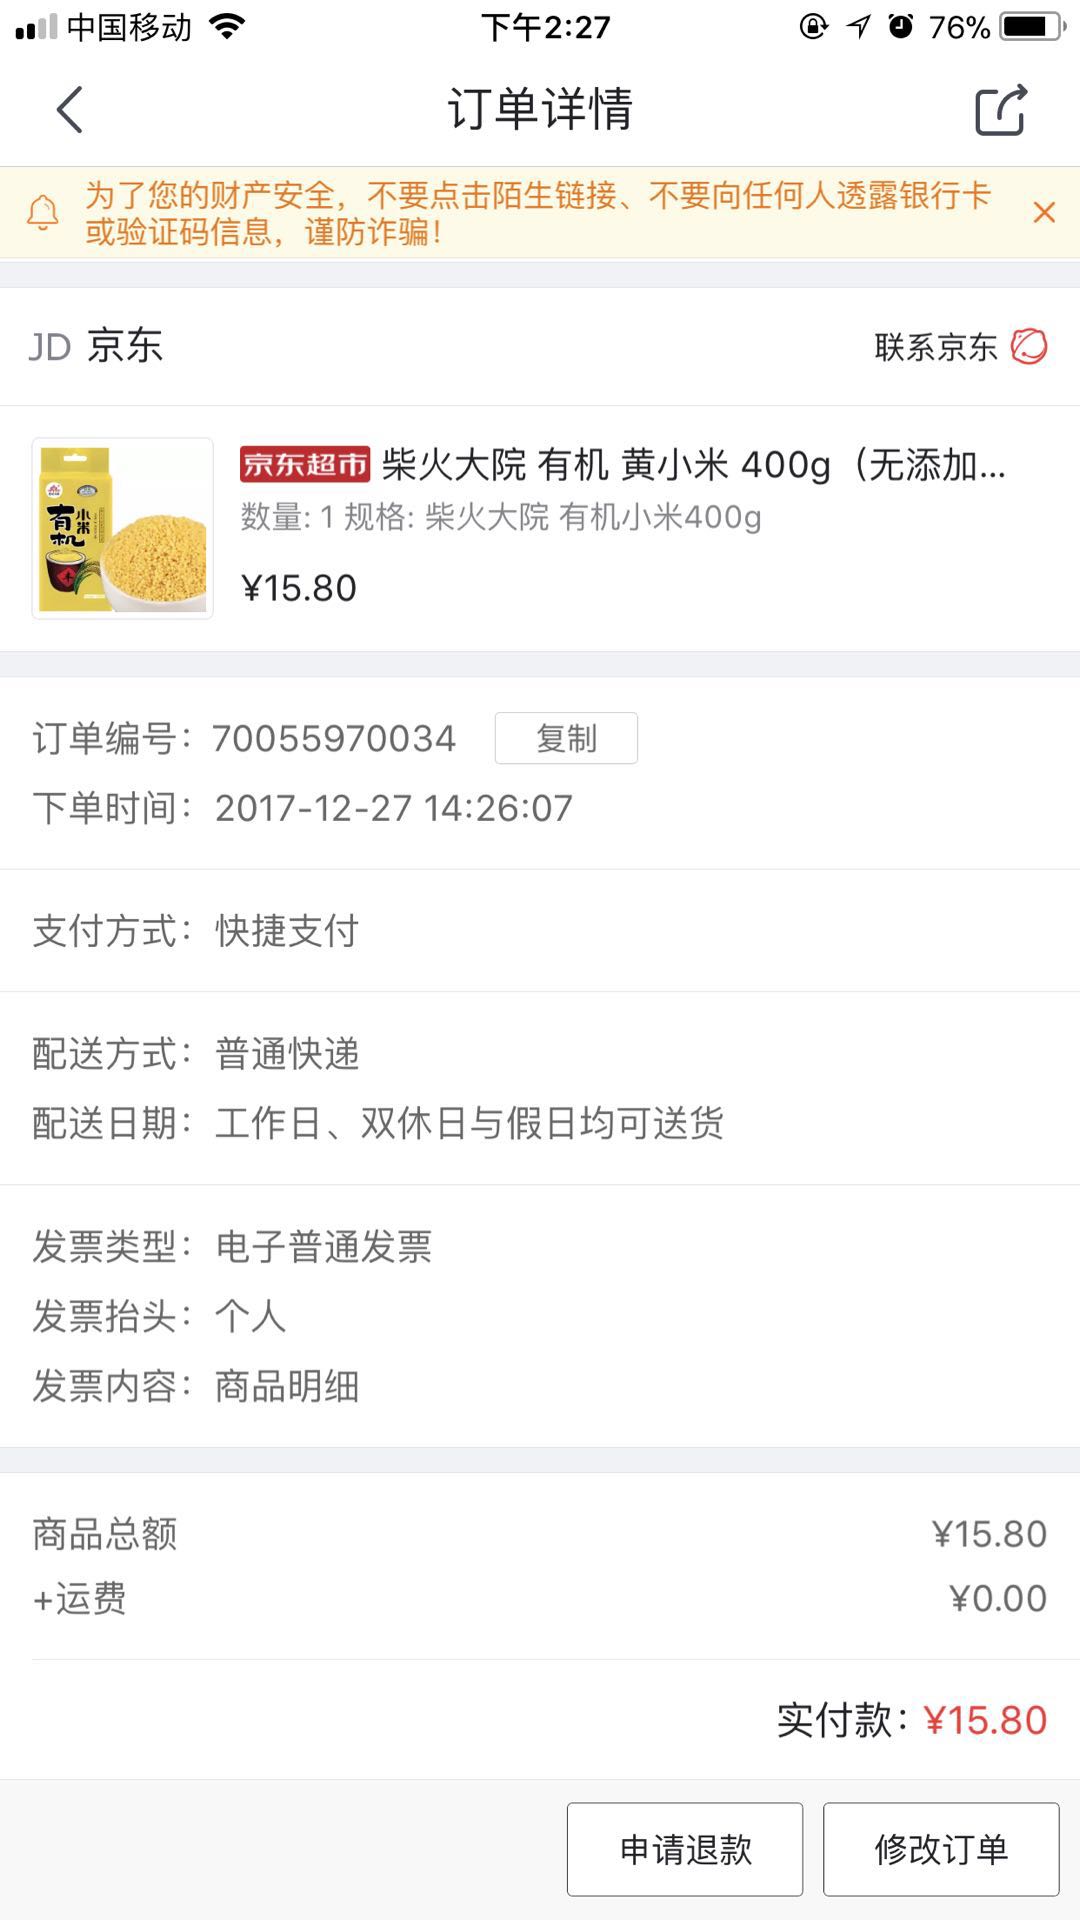 中国移动 下午2:27 76%
订单详情
为了您的财产安全，不要点击陌生链接、不要向任何人透露银行卡
或验证码信息，谨防诈骗！
JD 京东 联系京东
京东超市 柴火大院 有机 黄小米 400g（无添加...
数量: 1 规格: 柴火大院 有机小米400g
¥15.80
有机
小米
订单编号：70055970034 复制
下单时间：2017-12-27 14:26:07
支付方式：快捷支付
配送方式：普通快递
配送日期：工作日、双休日与假日均可送货
发票类型：电子普通发票
发票抬头：个人
发票内容：商品明细
商品总额 ¥15.80
+运费 ¥0.00
实付款：¥15.80
申请退款 修改订单